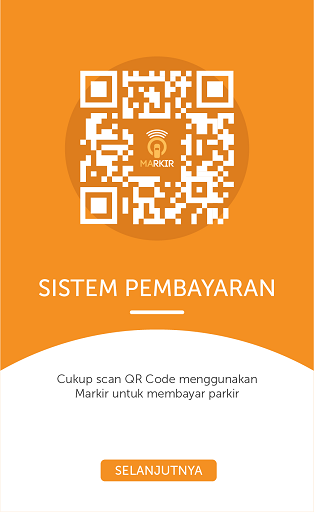 MARKIR
SISTEM PEMBAYARAN
Cukup scan QR Code menggunakan
Markir untuk membayar parkir
SELANJUTNYA